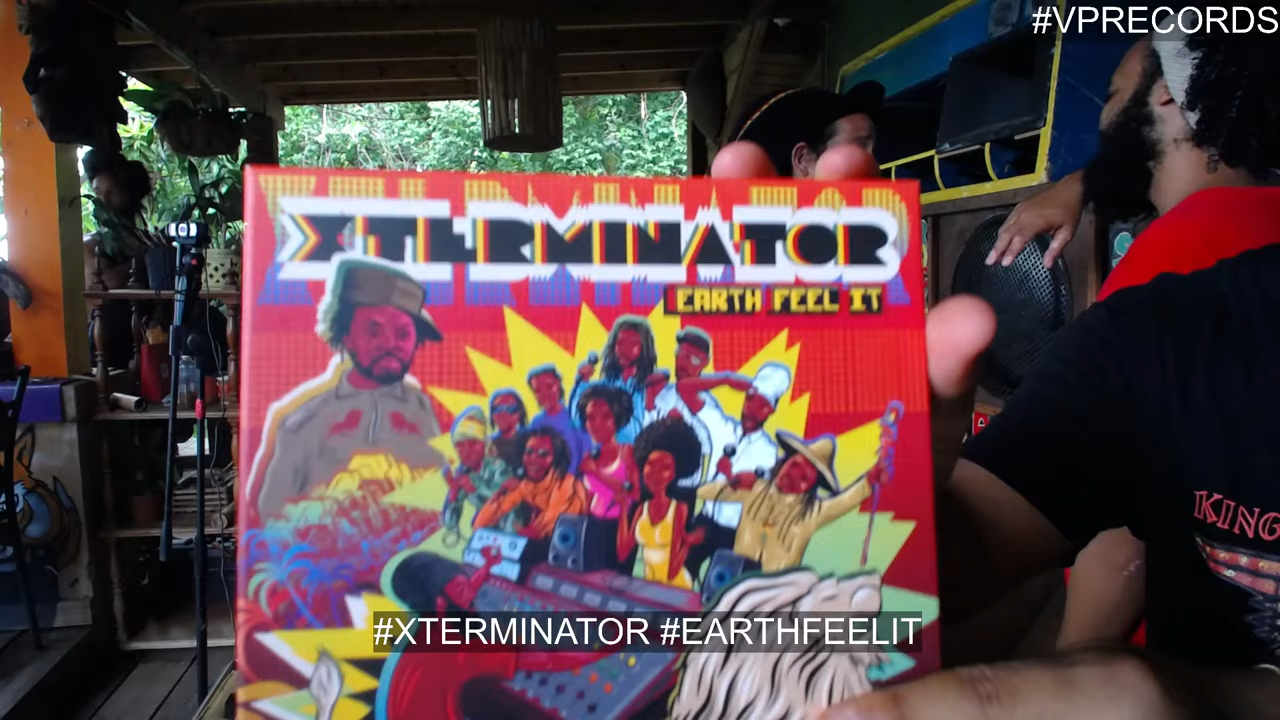 #VPRECORDS
XTERMINATOR
EARTH FEEL IT
KING
#XTERMINATOR #EARTHFEELIT